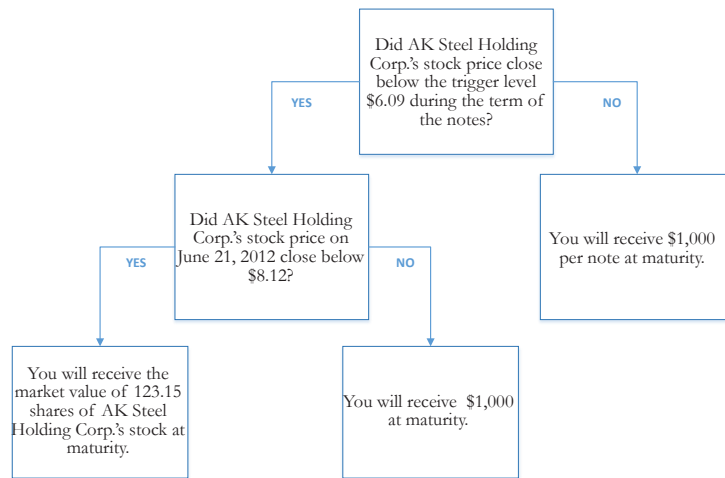 Did AK Steel Holding
Corp.'s stock price close
below the trigger level
$6.09 during the term of
the notes?
YES
NO
Did AK Steel Holding
Corp.'s stock price on
June 21, 2012 close below
$8.12?
You will receive $1,000
per note at maturity.
YES
NO
You will receive the
market value of 123.15
shares of AK Steel
Holding Corp.'s stock at
maturity.
You will receive $1,000
at maturity.